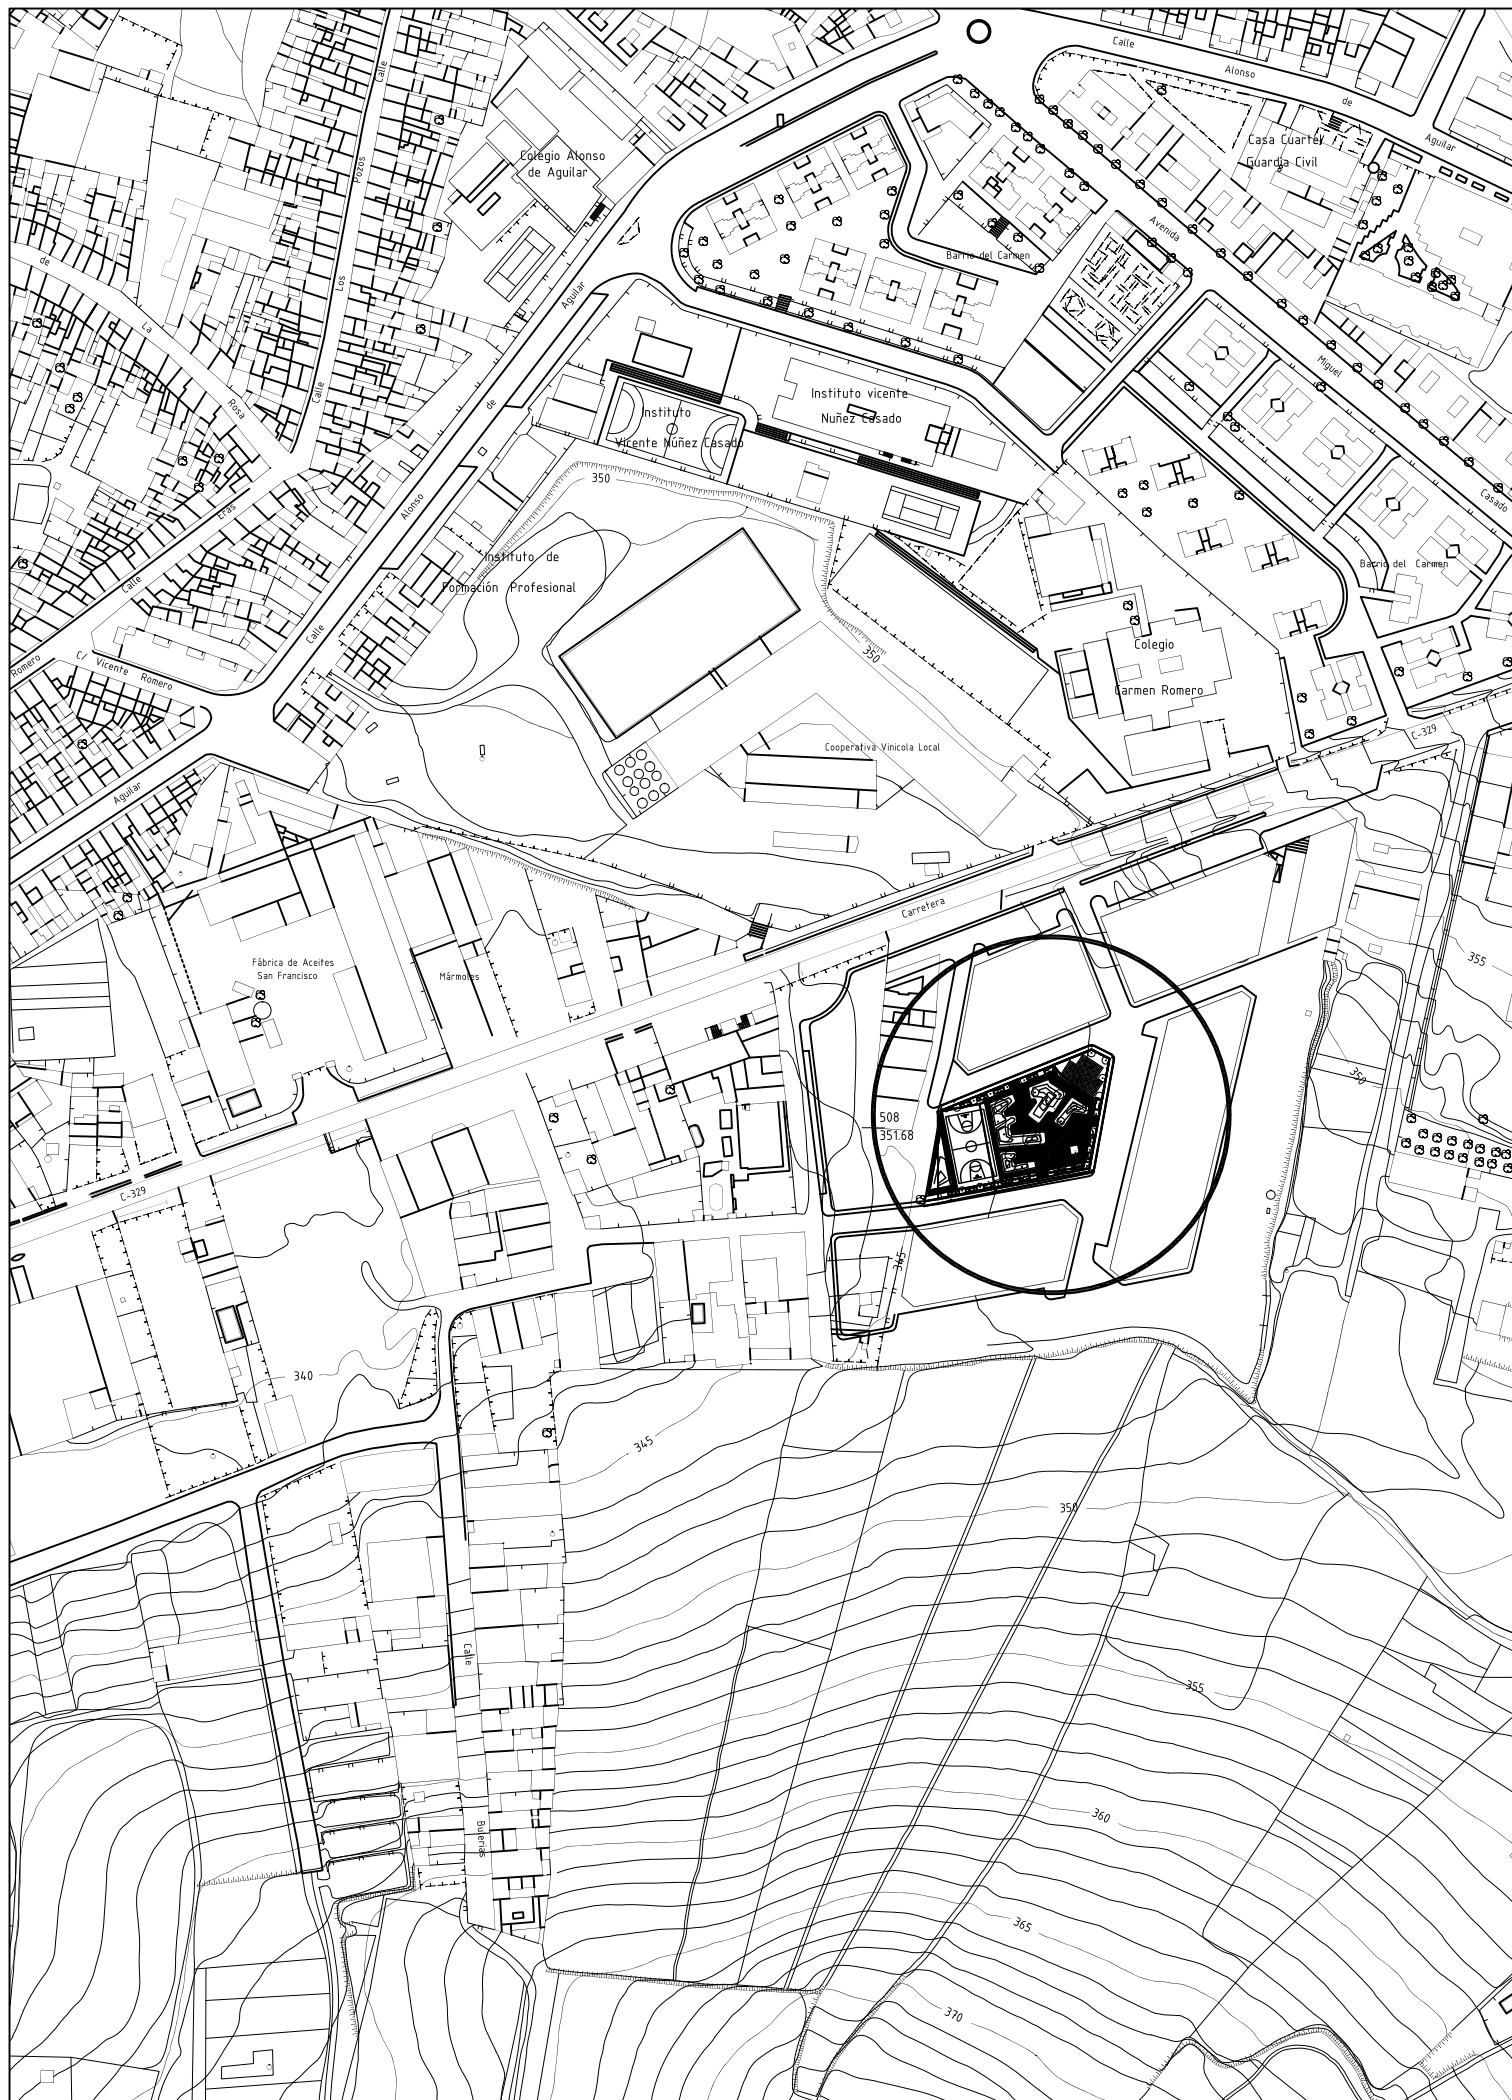 Calle
Alonso
de
Aguilar
Calle
Pozos
Los
Calle
Colegio Alonso
de Aguilar
Casa Cuartel
Guardia Civil
Avenida
Barrio del Carmen
de
La
Rosa
Aguilar
de
Alonso
Calle
Miguel
Casado
Instituto
Vicente Núñez Casado
Instituto vicente
Nuñez Casado
350
Calle
Eras
Instituto de
Formación Profesional
Barrio del Carmen
Calle
Romero
C/ Vicente Romero
350
Colegio
Carmen Romero
Cooperativa Vinicola Local
C-329
Aguilar
Carretera
Fábrica de Aceites
San Francisco
Mármoles
355
350
508
351.68
C-329
345
340
345
350
Calle
355
Bulerias
360
365
370